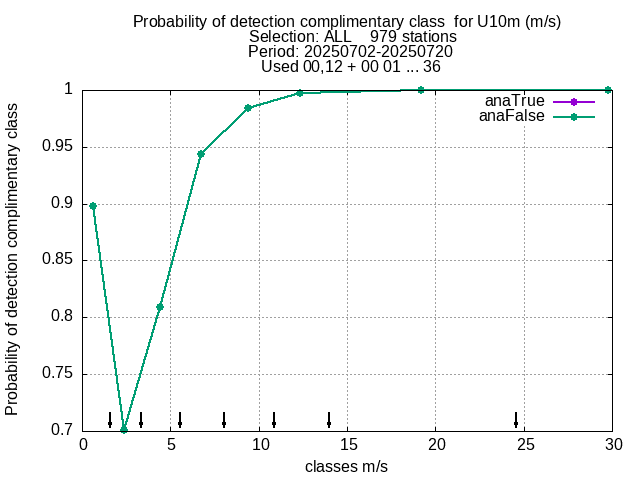 Probability of detection complimentary class  for U10m (m/s)
Selection: ALL    979 stations
Period: 20250702-20250720
Used 00,12 + 00 01 ... 36
Probability of detection complimentary class
1
0.95
0.9
0.85
0.8
0.75
0.7
anaTrue
anaFalse
0 5 10 15 20 25 30
classes m/s